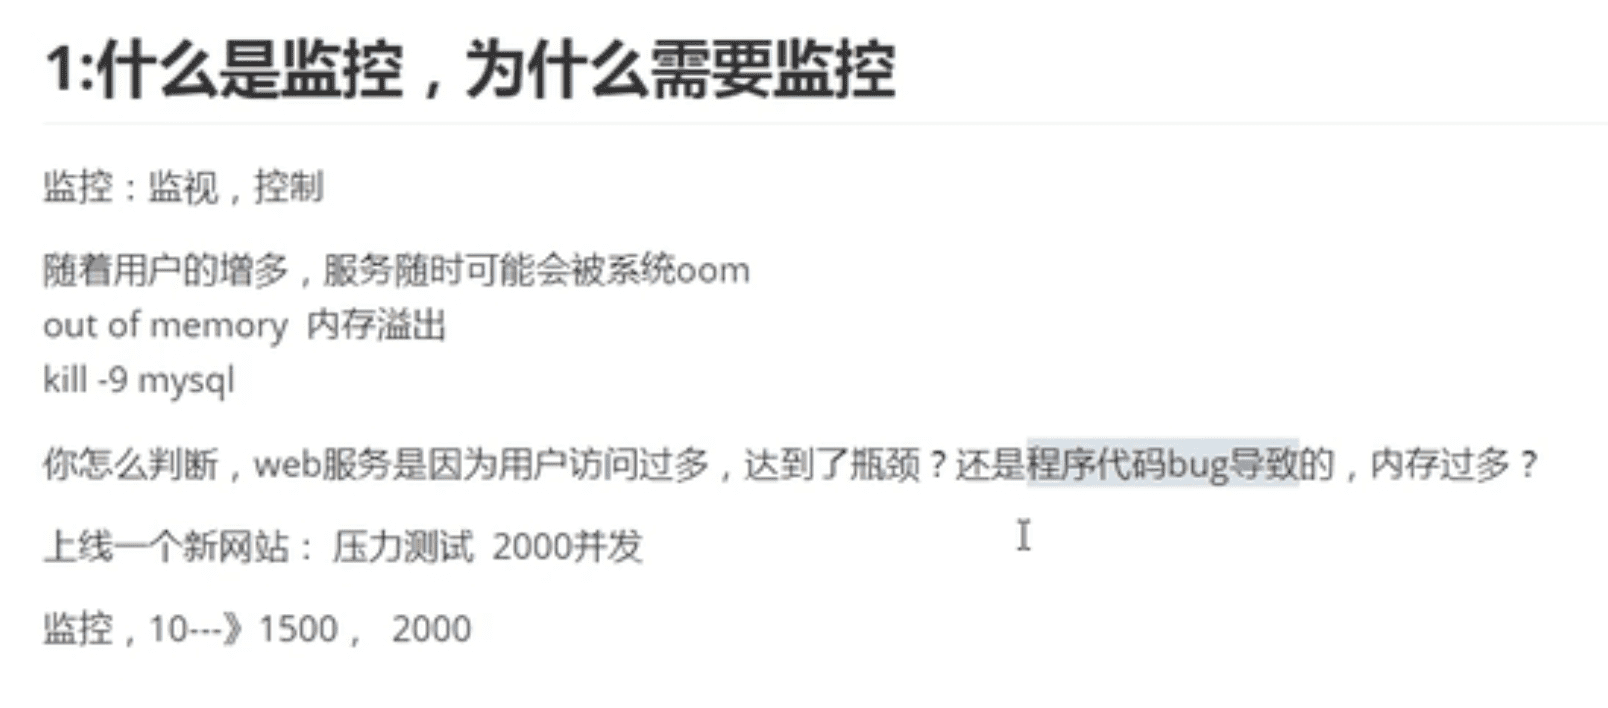 1:什么是监控，为什么需要监控
监控：监视，控制
随着用户的增多，服务随时可能会被系统oom
out of memory 内存溢出
kill -9 mysql
你怎么判断，web服务是因为用户访问过多，达到了瓶颈？还是程序代码bug导致的，内存过多？
上线一个新网站： 压力测试 2000并发
监控，10---》1500， 2000